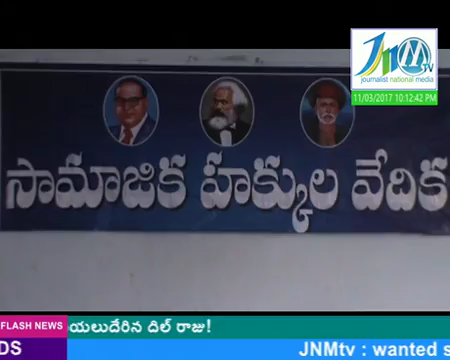 JNM TV
journalist national media
11/03/2017 10:12:42 PM
సామాజిక హక్కుల వేదిక
FLASH NEWS యలుదేరిన దిల్ రాజు!
DS JNMtv : wanted s